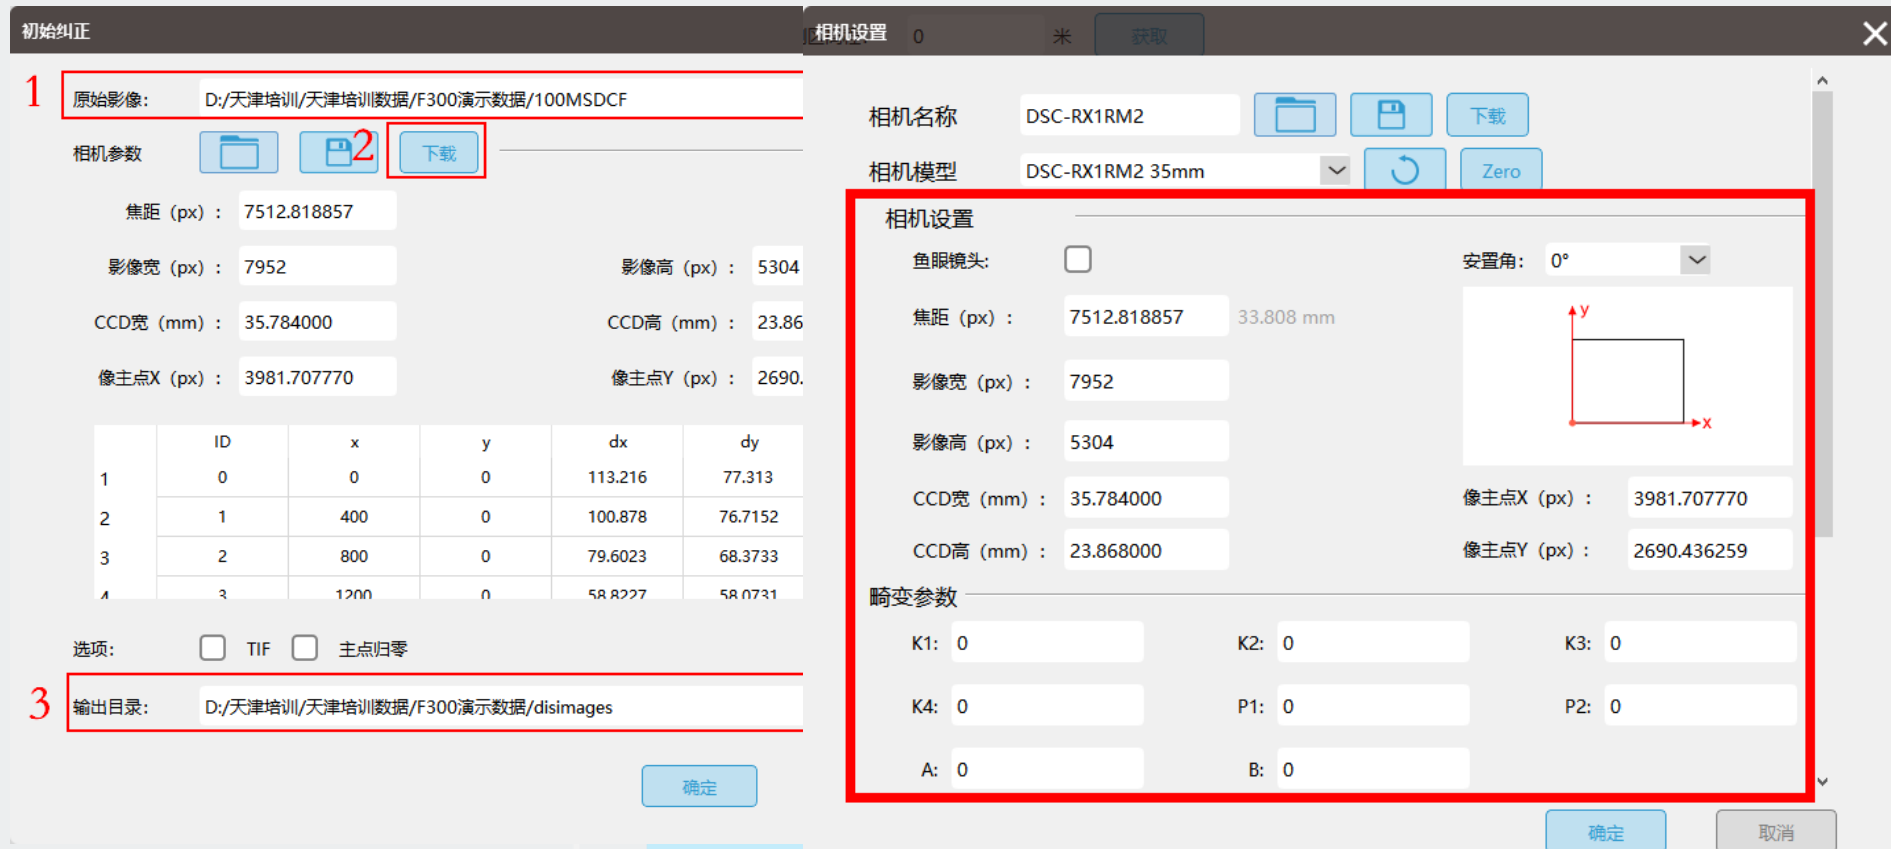 初始纠正
1
原始影像: D:/天津培训/天津培训数据/F300演示数据/100MSDCF
相机参数 2 下载
焦距（px）: 7512.818857
影像宽（px）: 7952 影像高（px）: 5304
CCD宽（mm）: 35.784000 CCD高（mm）: 23.86
像主点X（px）: 3981.707770 像主点Y（px）: 2690.
ID x y dx dy
1 0 0 0 113.216 77.313
2 1 400 0 100.878 76.7152
3 2 800 0 79.6023 68.3733
4 3 1200 0 58.8227 58.0731
选项: TIF 主点归零
3
输出目录: D:/天津培训/天津培训数据/F300演示数据/disimages
确定
相机设置 0 米 获取
相机名称 DSC-RX1RM2 下载
相机模型 DSC-RX1RM2 35mm Zero
相机设置
鱼眼镜头: 安置角: 0°
焦距（px）: 7512.818857 33.808 mm
y
影像宽（px）: 7952
x
影像高（px）: 5304
CCD宽（mm）: 35.784000 像主点X（px）: 3981.707770
CCD高（mm）: 23.868000 像主点Y（px）: 2690.436259
畸变参数
K1: 0 K2: 0 K3: 0
K4: 0 P1: 0 P2: 0
A: 0 B: 0
确定 取消